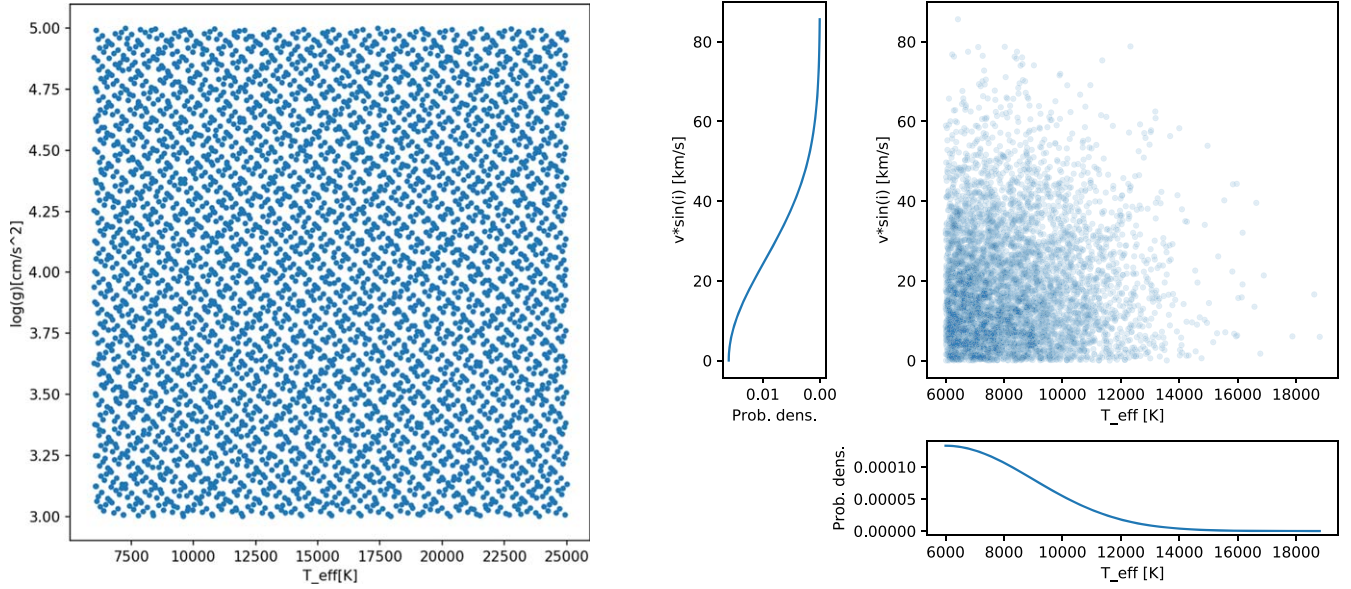 5.00
4.75
4.50
4.25
4.00
3.75
3.50
3.25
3.00
log(g)[cm/s^2]
7500 10000 12500 15000 17500 20000 22500 25000
T_eff[K]
80
60
40
20
0
v*sin(i) [km/s]
0.01 0.00
Prob. dens.
80
60
40
20
0
v*sin(i) [km/s]
6000 8000 10000 12000 14000 16000 18000
T_eff [K]
0.00010
0.00005
0.00000
Prob. dens.
6000 8000 10000 12000 14000 16000 18000
T_eff [K]